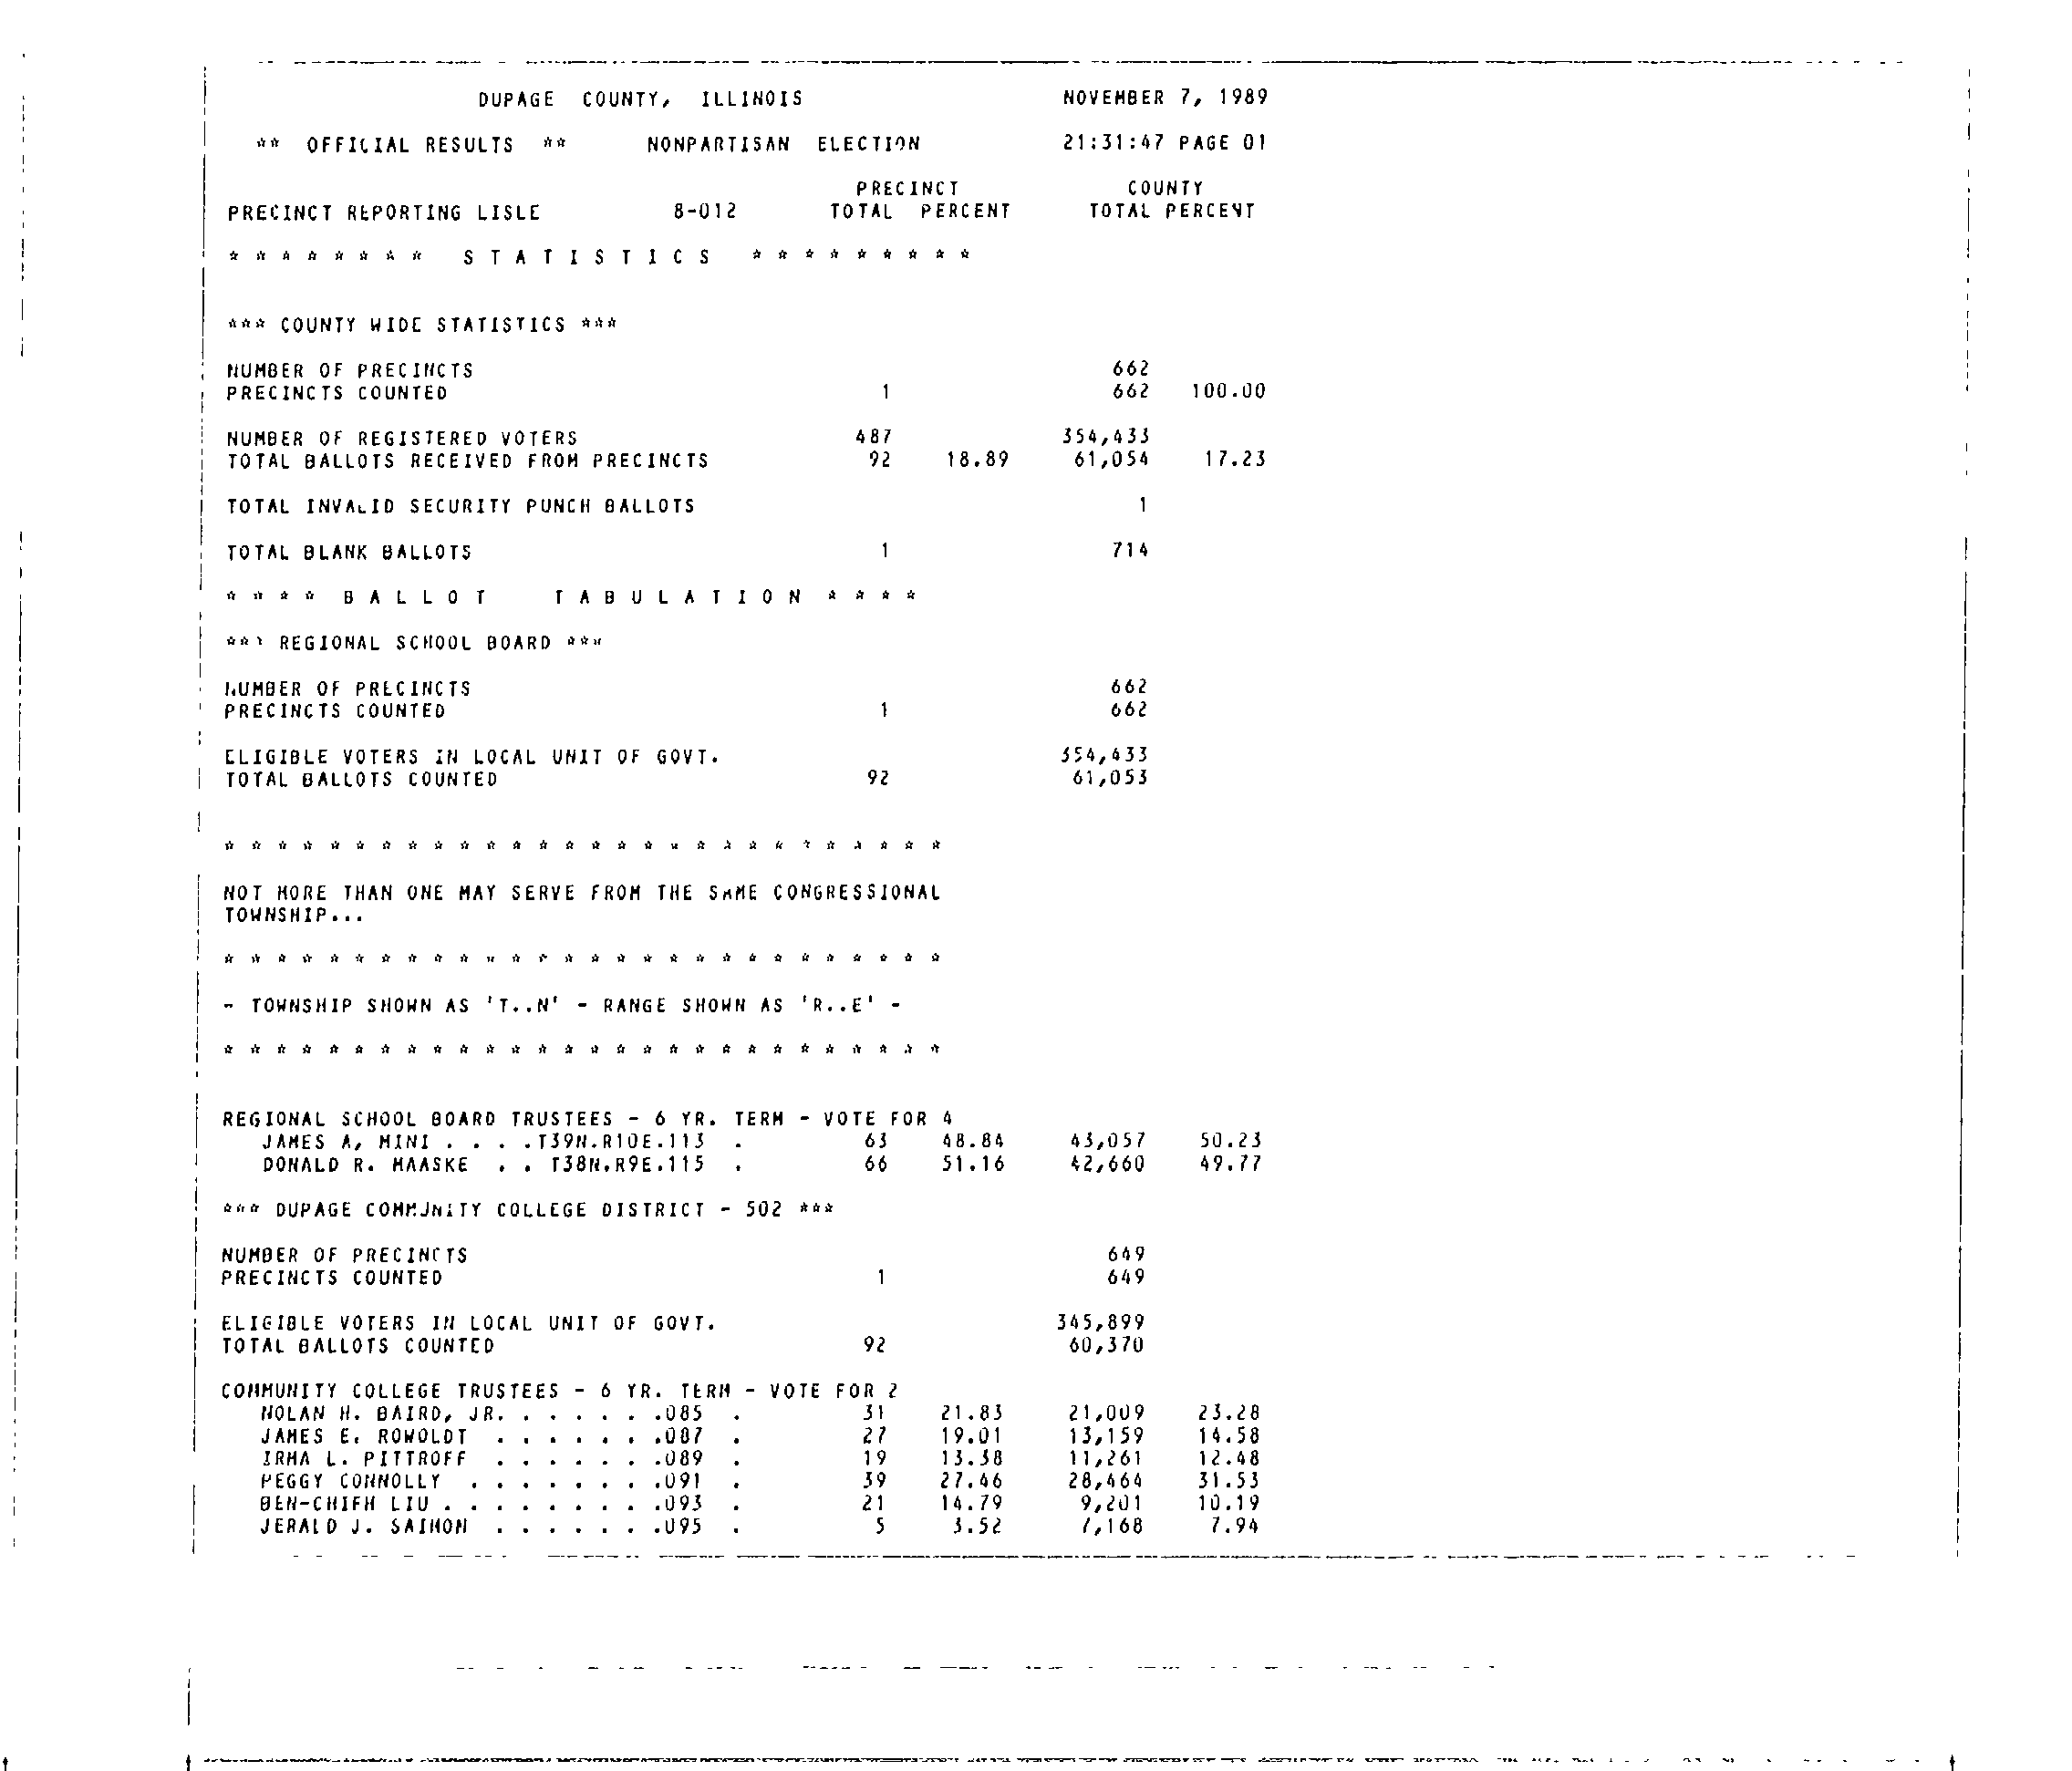 DUPAGE COUNTY, ILLINOIS NOVEMBER 7, 1989
** OFFICIAL RESULTS ** NONPARTISAN ELECTION 21:31:47 PAGE 01
PRECINCT COUNTY
PRECINCT REPORTING LISLE 8-012 TOTAL PERCENT TOTAL PERCENT
* * * * * * * * S T A T I S T I C S * * * * * * * * *
*** COUNTY WIDE STATISTICS ***
NUMBER OF PRECINCTS 662
PRECINCTS COUNTED 1 662 100.00
NUMBER OF REGISTERED VOTERS 487 354,433
TOTAL BALLOTS RECEIVED FROM PRECINCTS 92 18.89 61,054 17.23
TOTAL INVALID SECURITY PUNCH BALLOTS 1
TOTAL BLANK BALLOTS 1 714
* * * * B A L L O T T A B U L A T I O N * * * *
*** REGIONAL SCHOOL BOARD ***
NUMBER OF PRECINCTS 662
PRECINCTS COUNTED 1 662
ELIGIBLE VOTERS IN LOCAL UNIT OF GOVT. 354,433
TOTAL BALLOTS COUNTED 92 61,053
* * * * * * * * * * * * * * * * * * * * * * * * * * * *
NOT MORE THAN ONE MAY SERVE FROM THE SAME CONGRESSIONAL
TOWNSHIP...
* * * * * * * * * * * * * * * * * * * * * * * * * * * *
- TOWNSHIP SHOWN AS 'T..N' - RANGE SHOWN AS 'R..E' -
* * * * * * * * * * * * * * * * * * * * * * * * * * * *
REGIONAL SCHOOL BOARD TRUSTEES - 6 YR. TERM - VOTE FOR 4
JAMES A, MINI . . . .T39N.R10E.113 . 63 48.84 43,057 50.23
DONALD R. MAASKE . . T38N.R9E.115 . 66 51.16 42,660 49.77
*** DUPAGE COMMUNITY COLLEGE DISTRICT - 502 ***
NUMBER OF PRECINCTS 649
PRECINCTS COUNTED 1 649
ELIGIBLE VOTERS IN LOCAL UNIT OF GOVT. 345,899
TOTAL BALLOTS COUNTED 92 60,370
COMMUNITY COLLEGE TRUSTEES - 6 YR. TERM - VOTE FOR 2
NOLAN H. BAIRD, JR. . . . . . .085 . 31 21.83 21,009 23.28
JAMES E. ROWOLDT . . . . . . .087 . 27 19.01 13,159 14.58
IRMA L. PITTROFF . . . . . . .089 . 19 13.38 11,261 12.48
PEGGY CONNOLLY . . . . . . . .091 . 39 27.46 28,464 31.53
BEN-CHIEH LIU . . . . . . . . .093 . 21 14.79 9,201 10.19
JERALD J. SAIMON . . . . . . .095 . 5 3.52 7,168 7.94